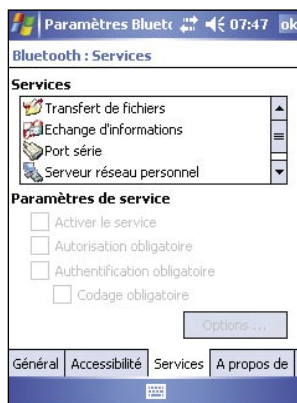 Paramètres Bluet 07:47 ok
Bluetooth : Services
Services
Transfert de fichiers
Echange d'informations
Port série
Serveur réseau personnel
Paramètres de service
Activer le service
Autorisation obligatoire
Authentification obligatoire
Codage obligatoire
Options ...
Général Accessibilité Services A propos de